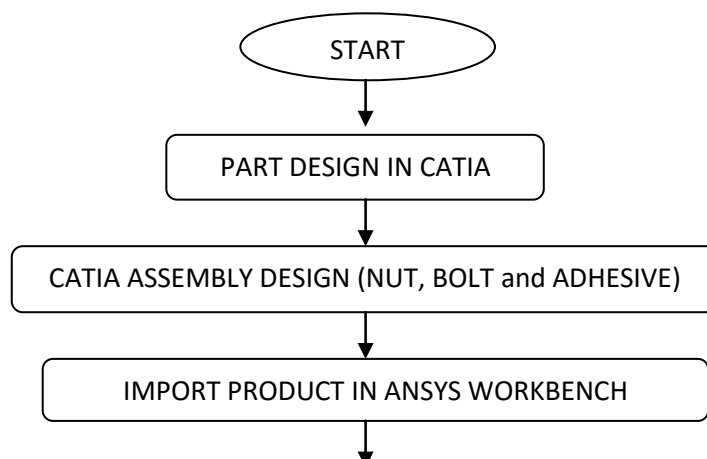 START
PART DESIGN IN CATIA
CATIA ASSEMBLY DESIGN (NUT, BOLT and ADHESIVE)
IMPORT PRODUCT IN ANSYS WORKBENCH